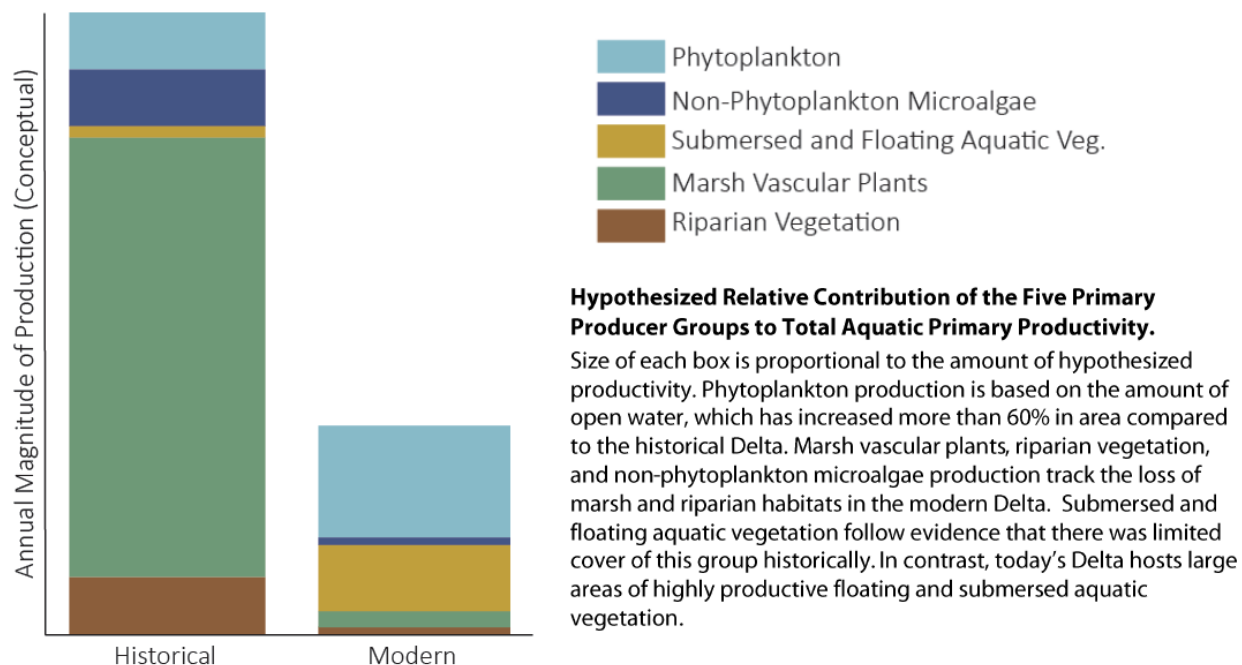 Annual Magnitude of Production (Conceptual)
Historical
Modern
Phytoplankton
Non-Phytoplankton Microalgae
Submersed and Floating Aquatic Veg.
Marsh Vascular Plants
Riparian Vegetation
Hypothesized Relative Contribution of the Five Primary
Producer Groups to Total Aquatic Primary Productivity.
Size of each box is proportional to the amount of hypothesized
productivity. Phytoplankton production is based on the amount of
open water, which has increased more than 60% in area compared
to the historical Delta. Marsh vascular plants, riparian vegetation,
and non-phytoplankton microalgae production track the loss of
marsh and riparian habitats in the modern Delta. Submersed and
floating aquatic vegetation follow evidence that there was limited
cover of this group historically. In contrast, today's Delta hosts large
areas of highly productive floating and submersed aquatic
vegetation.